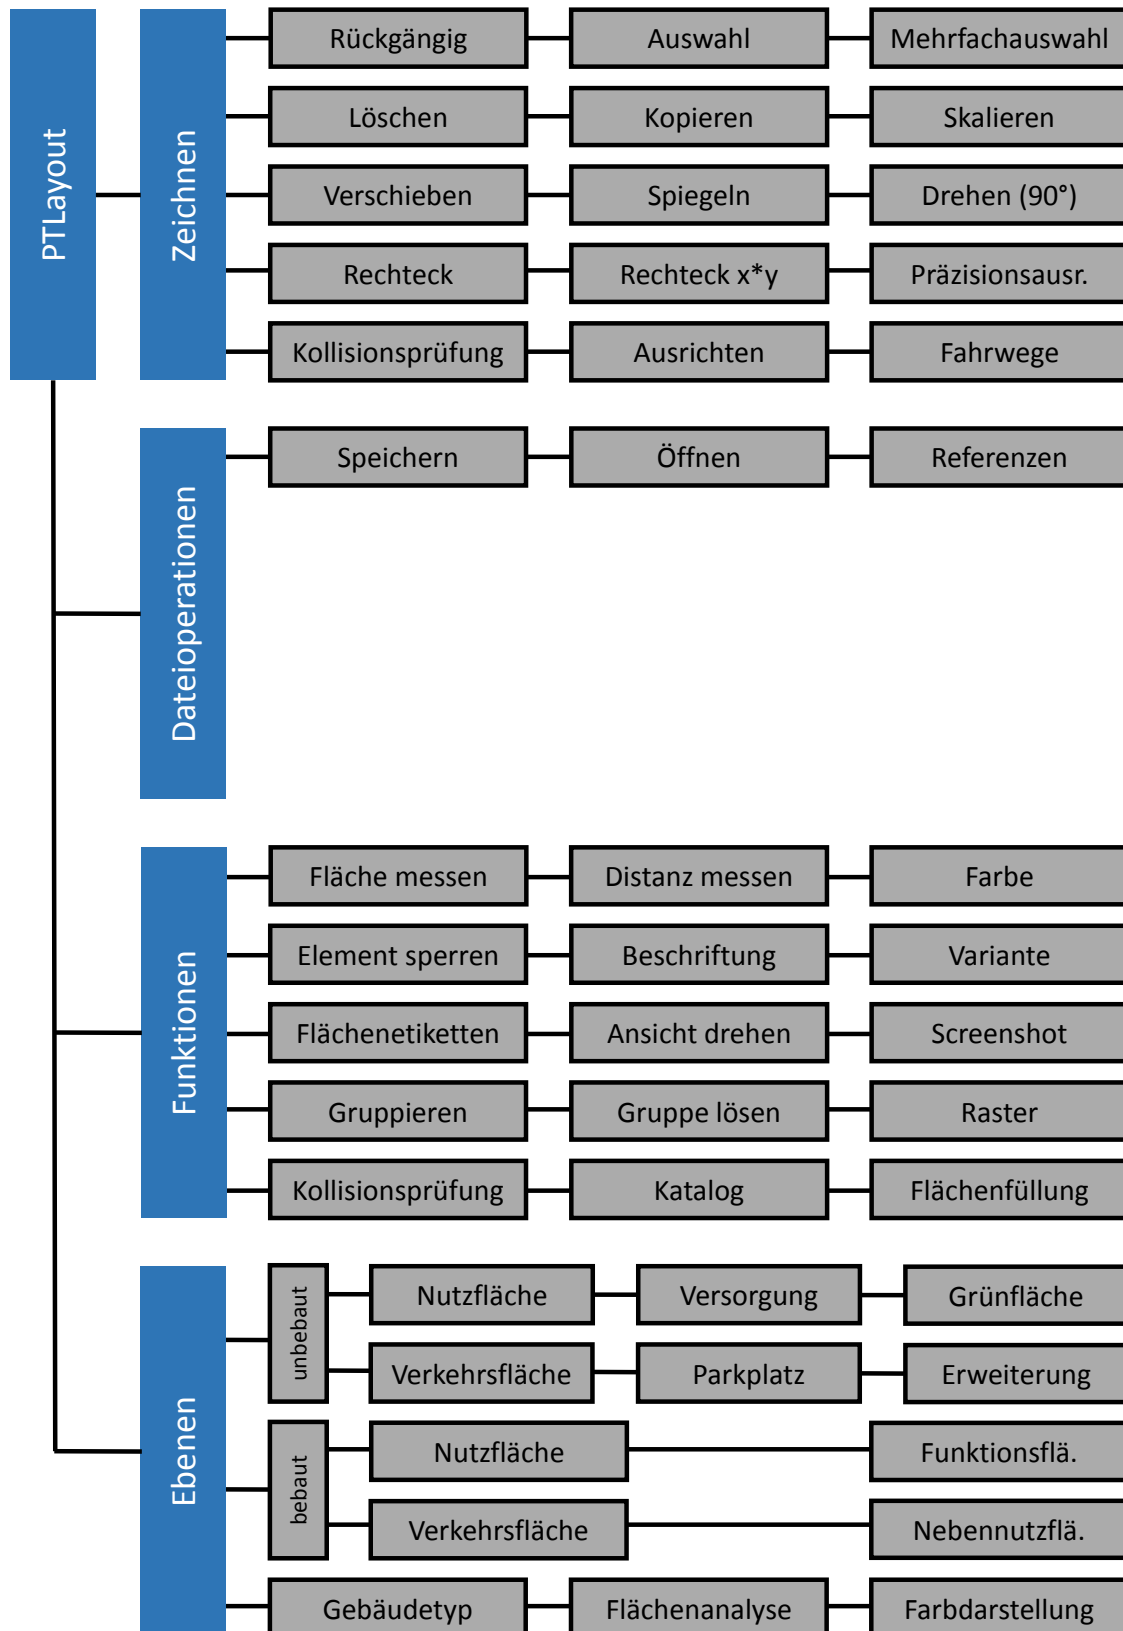 PTLayout
Zeichnen
Rückgängig
Auswahl
Mehrfachauswahl
Löschen
Kopieren
Skalieren
Verschieben
Spiegeln
Drehen (90°)
Rechteck
Rechteck x*y
Präzisionsausr.
Kollisionsprüfung
Ausrichten
Fahrwege
Dateioperationen
Speichern
Öffnen
Referenzen
Funktionen
Fläche messen
Distanz messen
Farbe
Element sperren
Beschriftung
Variante
Flächenetiketten
Ansicht drehen
Screenshot
Gruppieren
Gruppe lösen
Raster
Kollisionsprüfung
Katalog
Flächenfüllung
Ebenen
unbebaut
Nutzfläche
Versorgung
Grünfläche
Verkehrsfläche
Parkplatz
Erweiterung
bebaut
Nutzfläche
Funktionsflä.
Verkehrsfläche
Nebennutzflä.
Gebäudetyp
Flächenanalyse
Farbdarstellung